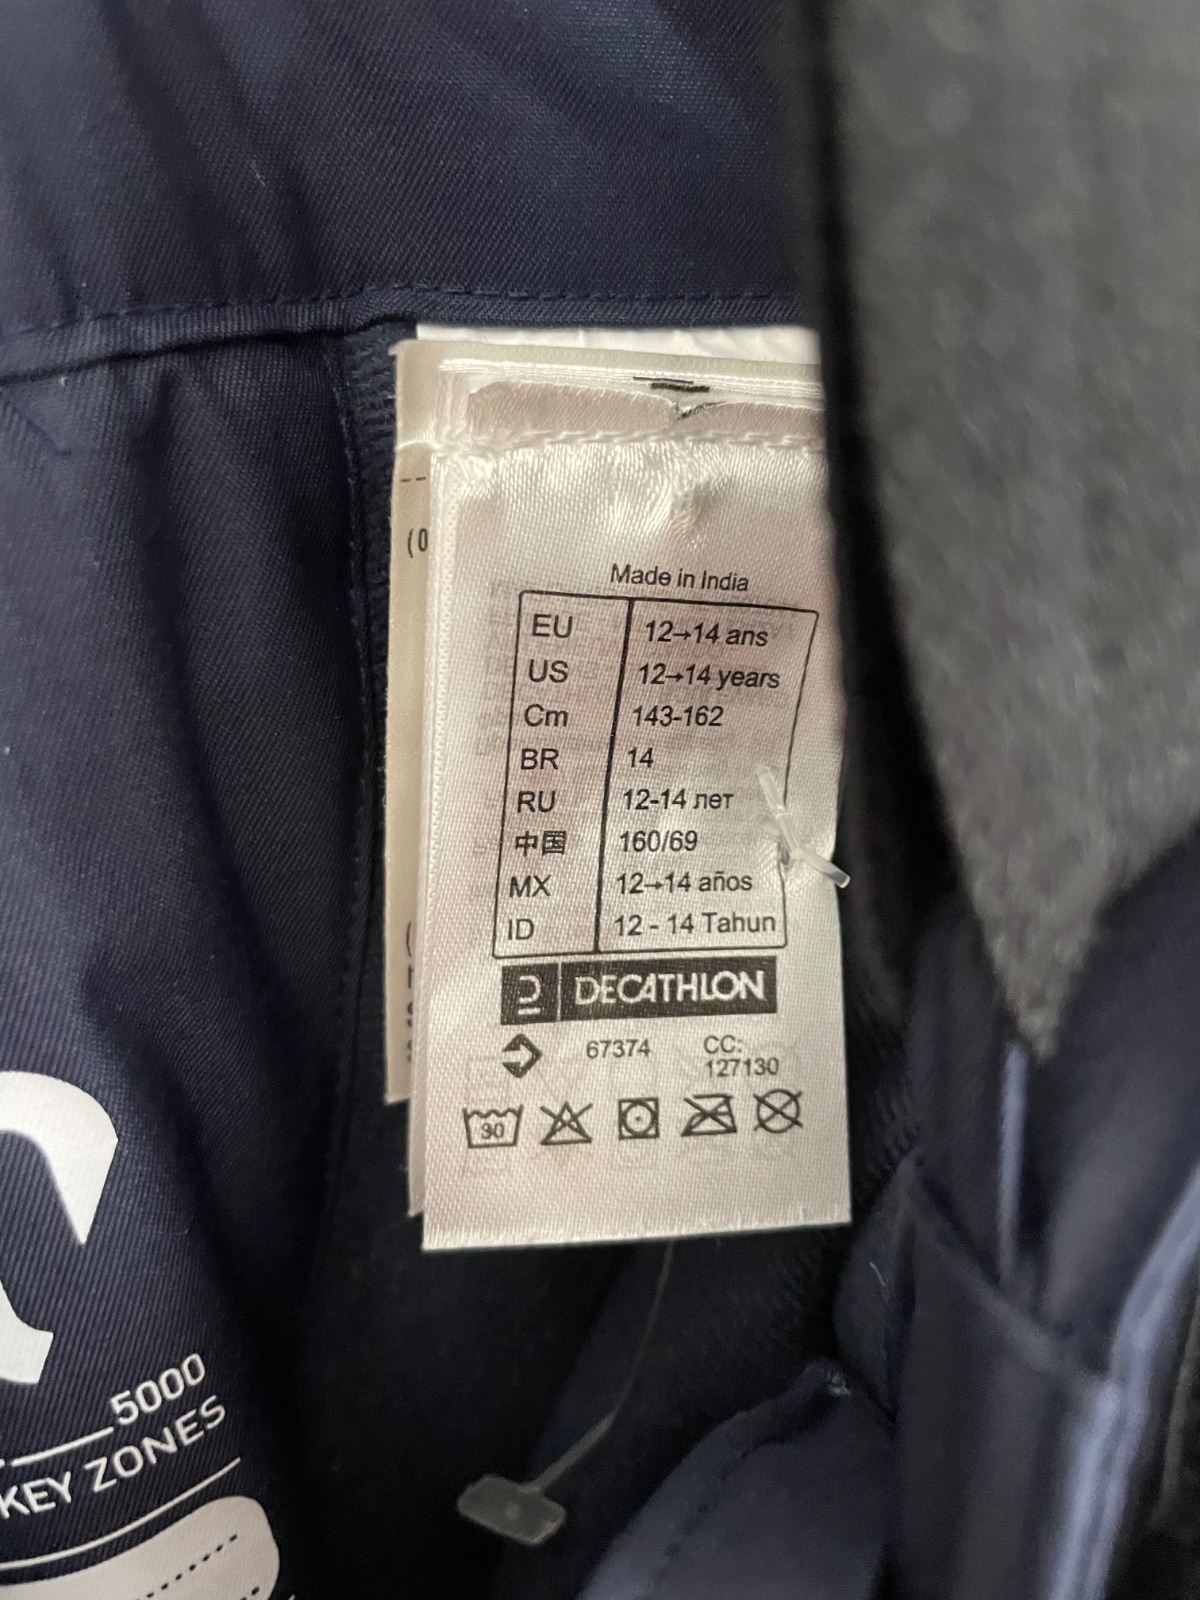 (0
Made in India
EU 12→14 ans
US 12→14 years
Cm 143-162
BR 14
RU 12-14 лет
中国 160/69
MX 12→14 años
ID 12 - 14 Tahun
DECATHLON
67374 CC:
127130
30
5000
KEY ZONES